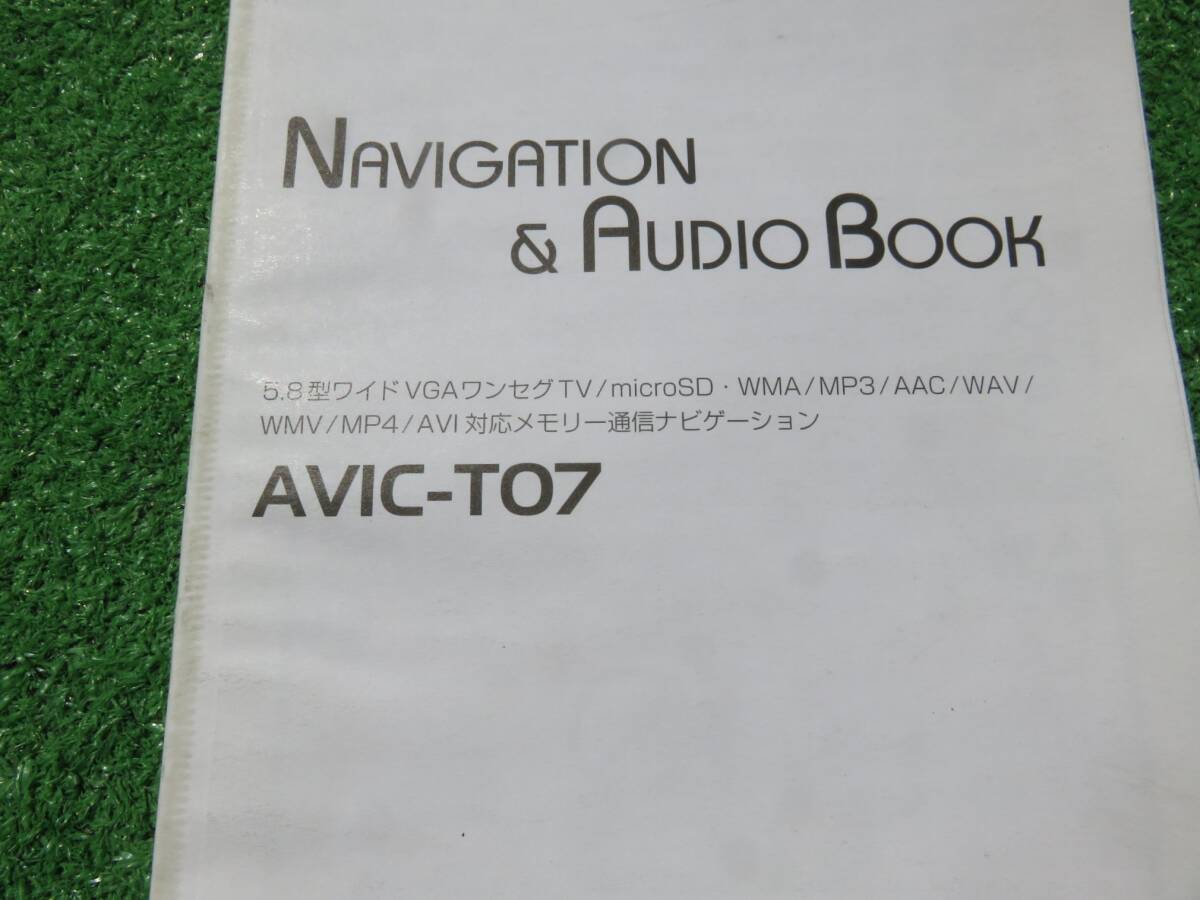 NAVIGATION
& AUDIO BOOK
5.8型ワイドVGAワンセグTV/microSD・WMA/MP3/AAC/WAV/
WMV/MP4/AVI対応メモリー通信ナビゲーション
AVIC-T07